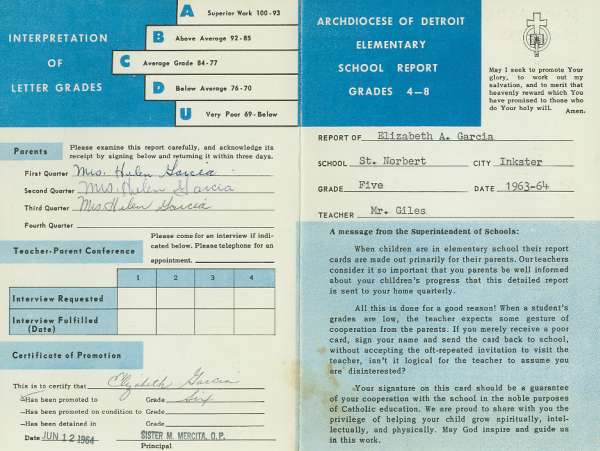 INTERPRETATION
OF
LETTER GRADES
A Superior Work 100-93
B Above Average 92-85
C Average Grade 84-77
D Below Average 76-70
U Very Poor 69-Below
Parents
Please examine this report carefully, and acknowledge its
receipt by signing below and returning it within three days.
First Quarter Mrs. Helen Garcia
Second Quarter Mrs. Helen Garcia
Third Quarter Mrs. Helen Garcia
Fourth Quarter
Teacher-Parent Conference
Please come for an interview if indi-
cated below. Please telephone for an
appointment.
1 2 3 4
Interview Requested
Interview Fulfilled
(Date)
Certificate of Promotion
This is to certify that Elizabeth Garcia
Has been promoted to Grade Six
Has been promoted on condition to Grade
Has been detained in Grade
Date JUN 12 1964 SISTER M. MERCITA, O.P.
Principal
ARCHDIOCESE OF DETROIT
ELEMENTARY
SCHOOL REPORT
GRADES 4-8
May I seek to promote Your
glory, to work out my
salvation, and to merit that
heavenly reward which You
have promised to those who
do Your holy will.
Amen.
REPORT OF Elizabeth A. Garcia
SCHOOL St. Norbert CITY Inkster
GRADE Five DATE 1963-64
TEACHER Mr. Giles
A message from the Superintendent of Schools:
When children are in elementary school their report
cards are made out primarily for their parents. Our teachers
consider it so important that you parents be well informed
about your children's progress that this detailed report
is sent to your home quarterly.
All this is done for a good reason! When a student's
grades are low, the teacher expects some gesture of
cooperation from the parents. If you merely receive a poor
card, sign your name and send the card back to school,
without accepting the oft-repeated invitation to visit the
teacher, isn't it logical for the teacher to assume you
are disinterested?
Your signature on this card should be a guarantee
of your cooperation with the school in the noble purposes
of Catholic education. We are proud to share with you the
privilege of helping your child grow spiritually, intel-
lectually, and physically. May God inspire and guide us
in this work.